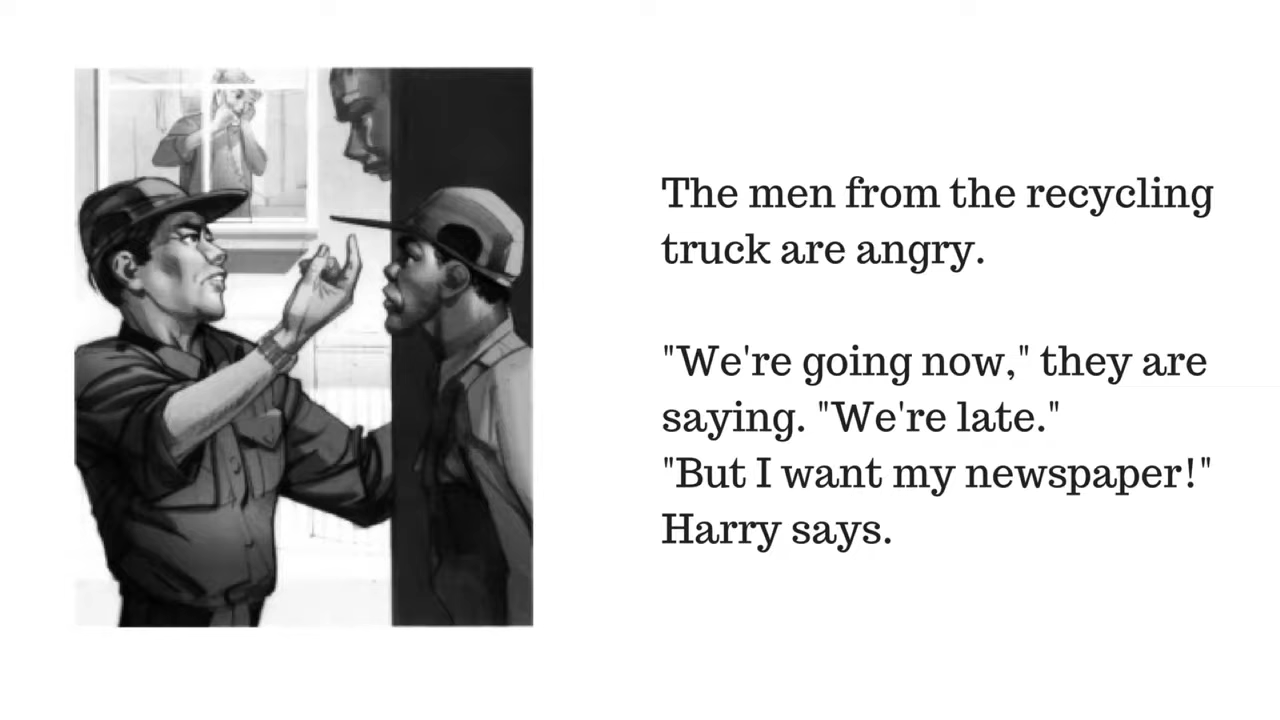 The men from the recycling
truck are angry.
"We're going now," they are
saying. "We're late."
"But I want my newspaper!"
Harry says.